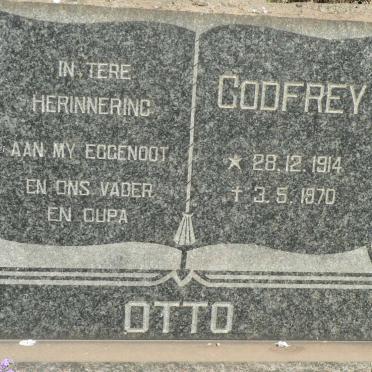 IN TERE
HERINNERING
AAN MY EGGENOOT
EN ONS VADER
EN OUPA
GODFREY
* 28.12.1914
† 3.5.1970
OTTO